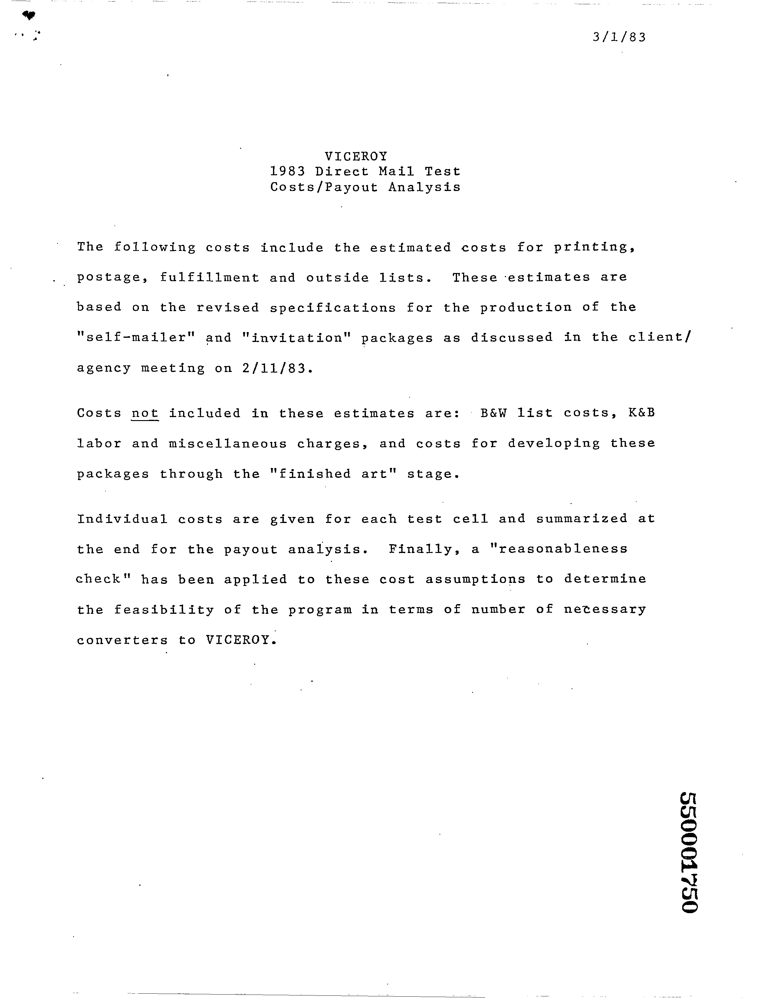 3/1/83
VICEROY
1983 Direct Mail Test
Costs/Payout Analysis
The following costs include the estimated costs for printing,
postage, fulfillment and outside lists. These estimates are
based on the revised specifications for the production of the
"self-mailer" and "invitation" packages as discussed in the client/
agency meeting on 2/11/83.
Costs not included in these estimates are: B&W list costs, K&B
labor and miscellaneous charges, and costs for developing these
packages through the "finished art" stage.
Individual costs are given for each test cell and summarized at
the end for the payout analysis. Finally, a "reasonableness
check" has been applied to these cost assumptions to determine
the feasibility of the program in terms of number of necessary
converters to VICEROY.
550001750